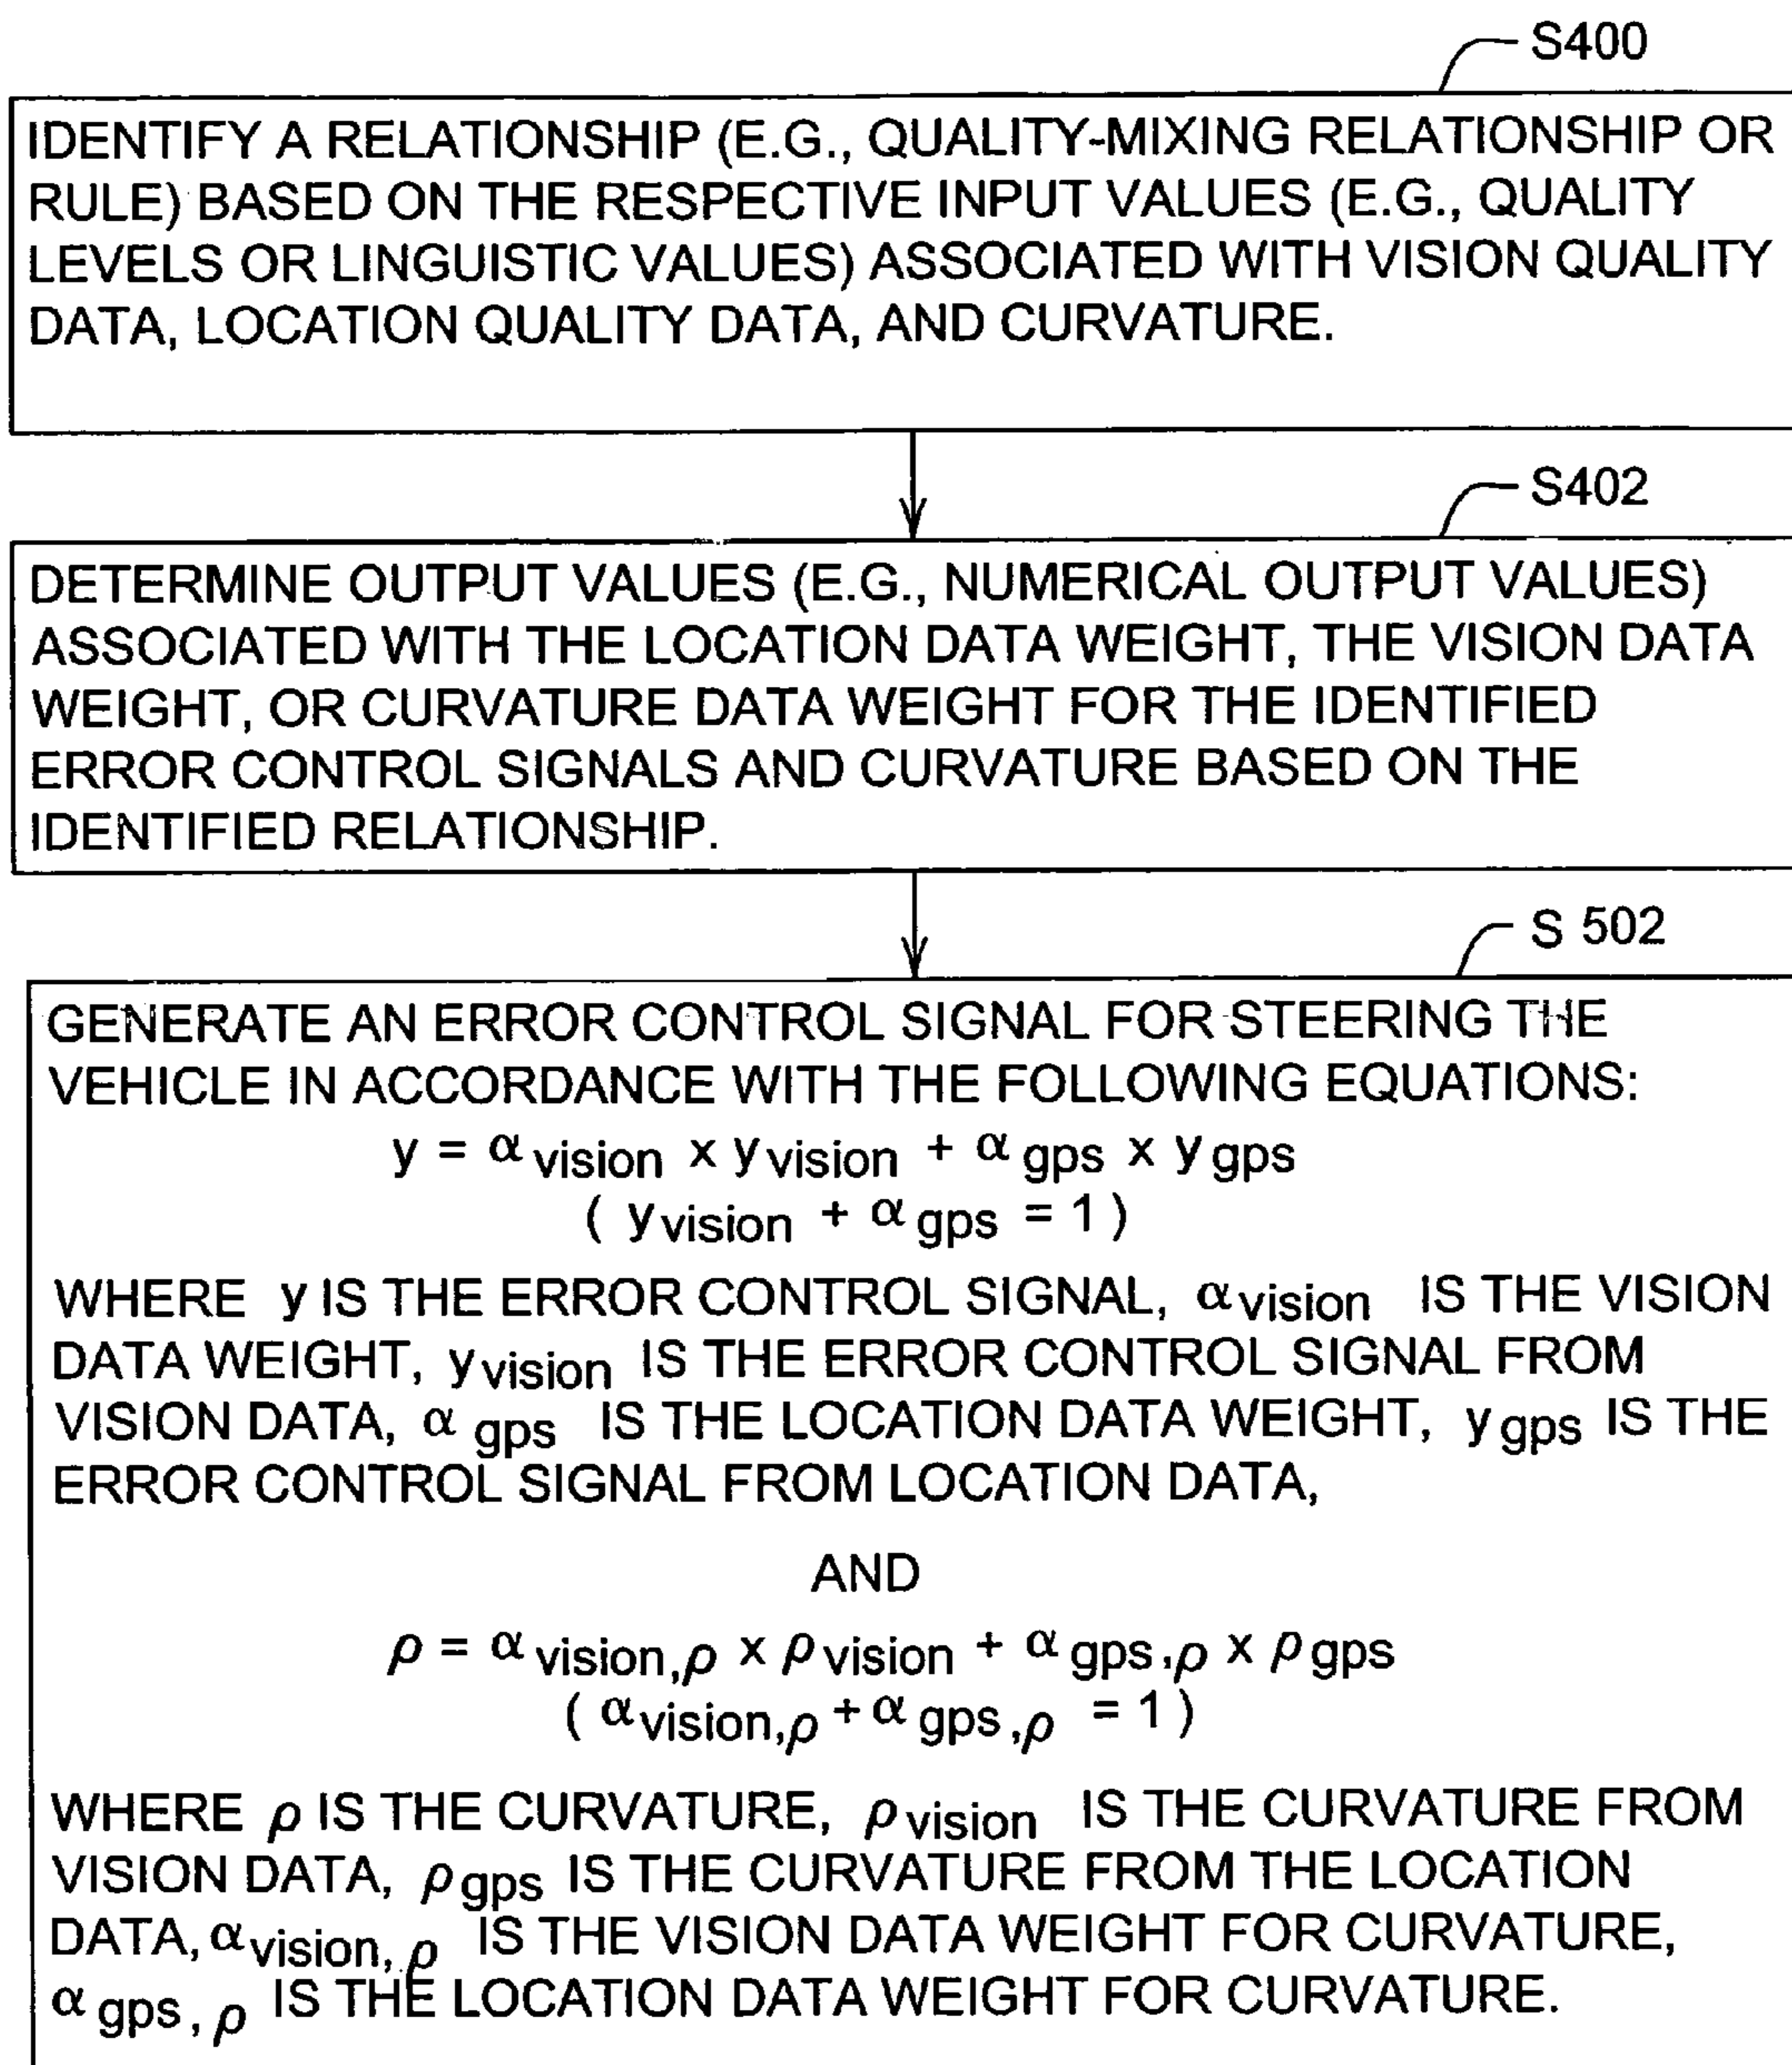 S400
IDENTIFY A RELATIONSHIP (E.G., QUALITY-MIXING RELATIONSHIP OR
RULE) BASED ON THE RESPECTIVE INPUT VALUES (E.G., QUALITY
LEVELS OR LINGUISTIC VALUES) ASSOCIATED WITH VISION QUALITY
DATA, LOCATION QUALITY DATA, AND CURVATURE.
S402
DETERMINE OUTPUT VALUES (E.G., NUMERICAL OUTPUT VALUES)
ASSOCIATED WITH THE LOCATION DATA WEIGHT, THE VISION DATA
WEIGHT, OR CURVATURE DATA WEIGHT FOR THE IDENTIFIED
ERROR CONTROL SIGNALS AND CURVATURE BASED ON THE
IDENTIFIED RELATIONSHIP.
S 502
GENERATE AN ERROR CONTROL SIGNAL FOR STEERING THE
VEHICLE IN ACCORDANCE WITH THE FOLLOWING EQUATIONS:
y = α vision x y vision + α gps x y gps
( y vision + α gps = 1 )
WHERE y IS THE ERROR CONTROL SIGNAL, α vision IS THE VISION
DATA WEIGHT, y vision IS THE ERROR CONTROL SIGNAL FROM
VISION DATA, α gps IS THE LOCATION DATA WEIGHT, y gps IS THE
ERROR CONTROL SIGNAL FROM LOCATION DATA,
AND
ρ = α vision,ρ x ρ vision + α gps,ρ x ρ gps
( α vision,ρ + α gps,ρ = 1 )
WHERE ρ IS THE CURVATURE, ρ vision IS THE CURVATURE FROM
VISION DATA, ρ gps IS THE CURVATURE FROM THE LOCATION
DATA, α vision, ρ IS THE VISION DATA WEIGHT FOR CURVATURE,
α gps, ρ IS THE LOCATION DATA WEIGHT FOR CURVATURE.